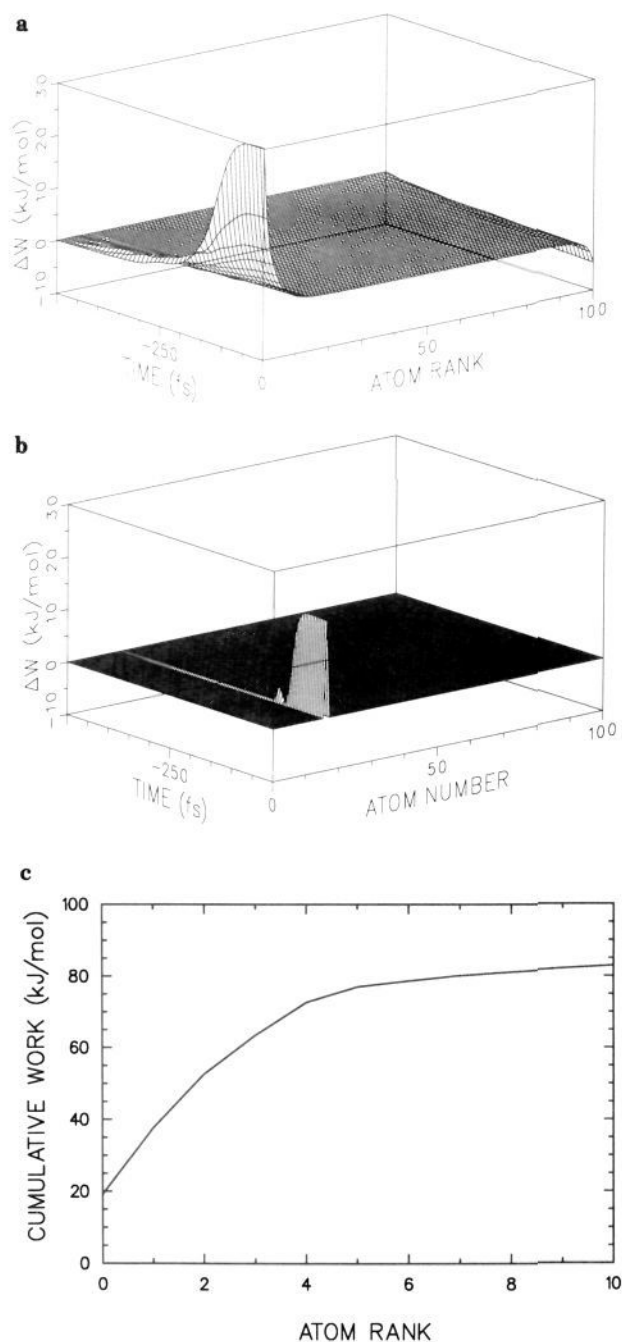 a
30
20
10
0
-10
ΔW (kJ/mol)
-250
0
TIME (fs)
50
100
ATOM RANK
b
30
20
10
0
-10
ΔW (kJ/mol)
-250
0
TIME (fs)
50
100
ATOM NUMBER
c
100
80
60
40
20
0
CUMULATIVE WORK (kJ/mol)
0 2 4 6 8 10
ATOM RANK